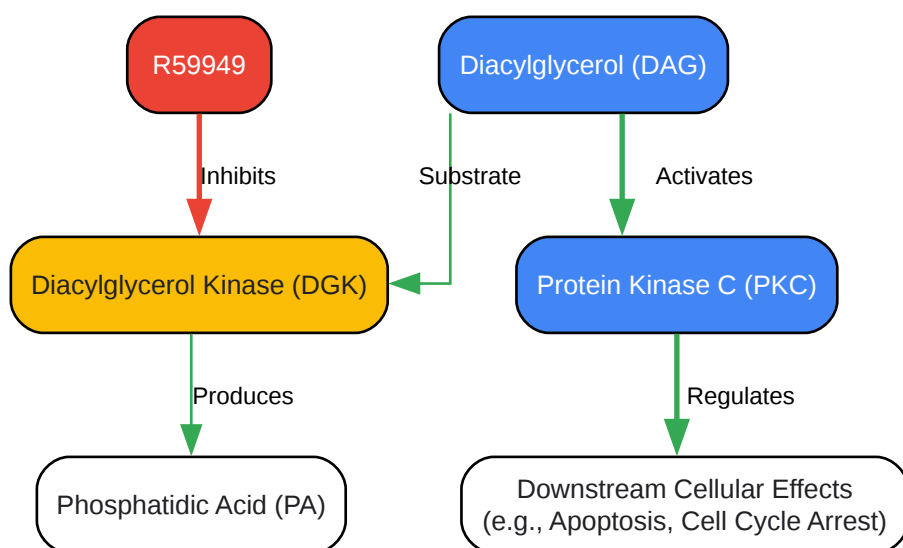 R59949
Diacylglycerol (DAG)
Inhibits
Substrate
Activates
Diacylglycerol Kinase (DGK)
Protein Kinase C (PKC)
Produces
Regulates
Phosphatidic Acid (PA)
Downstream Cellular Effects
(e.g., Apoptosis, Cell Cycle Arrest)